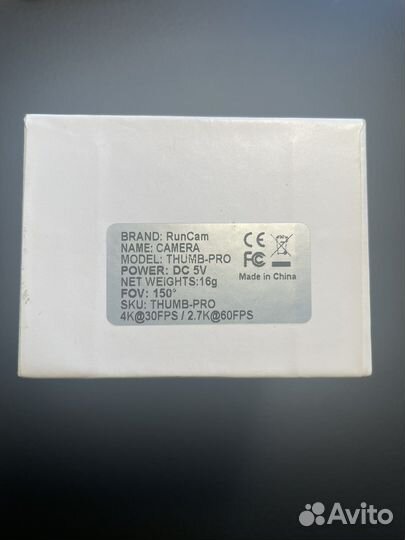 BRAND: RunCam
NAME: CAMERA
MODEL: THUMB-PRO
POWER: DC 5V
NET WEIGHTS:16g
FOV: 150°
SKU: THUMB-PRO
4K@30FPS / 2.7K@60FPS
CE
FC
Made in China
Avito